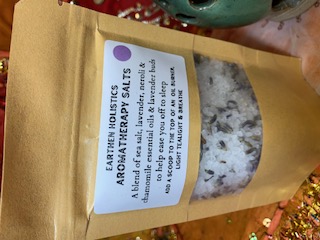 EARTHEN HOLISTICS
AROMATHERAPY SALTS
A blend of sea salt, lavender, neroli &
chamomile essential oils & lavender buds
to help ease you off to sleep
ADD A SCOOP TO THE TOP OF AN OIL BURNER
LIGHT TEALIGHT & BREATHE